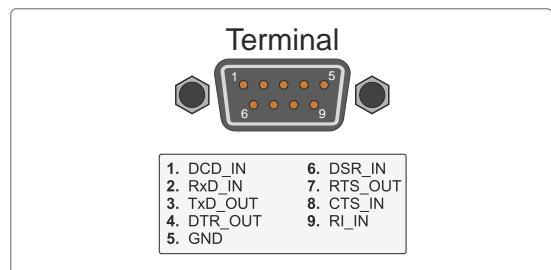 Terminal
1 5
6 9
1. DCD_IN
2. RxD_IN
3. TxD_OUT
4. DTR_OUT
5. GND
6. DSR_IN
7. RTS_OUT
8. CTS_IN
9. RI_IN